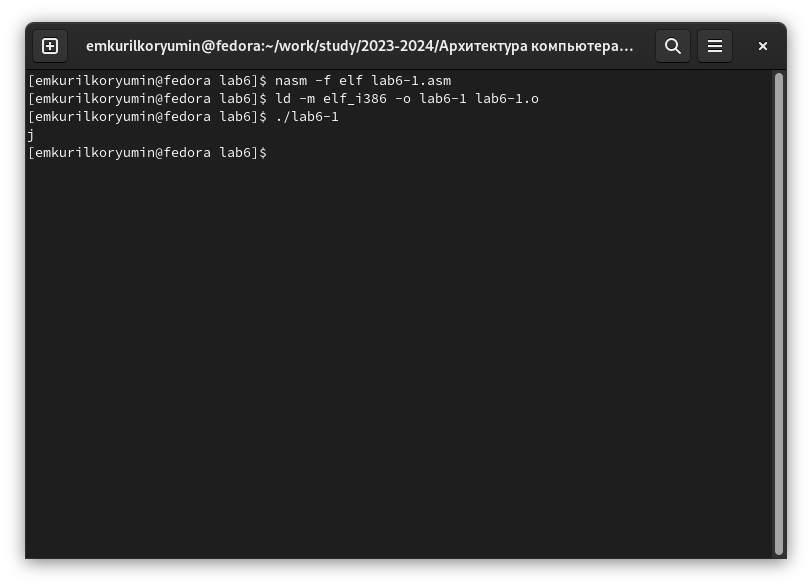 emkurilkoryumin@fedora:~/work/study/2023-2024/Архитектура компьютера...
[emkurilkoryumin@fedora lab6]$ nasm -f elf lab6-1.asm
[emkurilkoryumin@fedora lab6]$ ld -m elf_i386 -o lab6-1 lab6-1.o
[emkurilkoryumin@fedora lab6]$ ./lab6-1
j
[emkurilkoryumin@fedora lab6]$